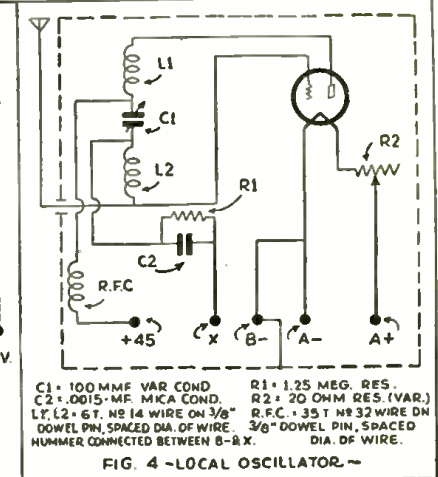 L1
C1
L2
R2
R1
C2
R.F.C
+45
X
B-
A-
A+
V.
C1 = 100 MMF VAR COND
C2 = .0015-MF. MICA COND.
L1, L2 = 6 T. Nº 14 WIRE ON 3/8"
DOWEL PIN, SPACED DIA. OF WIRE.
HUMMER CONNECTED BETWEEN B- & X.
R1 = 1.25 MEG. RES.
R2 = 20 OHM RES. (VAR.)
R.F.C. = 35 T Nº 32 WIRE ON
3/8" DOWEL PIN, SPACED
DIA. OF WIRE.
FIG. 4 - LOCAL OSCILLATOR -